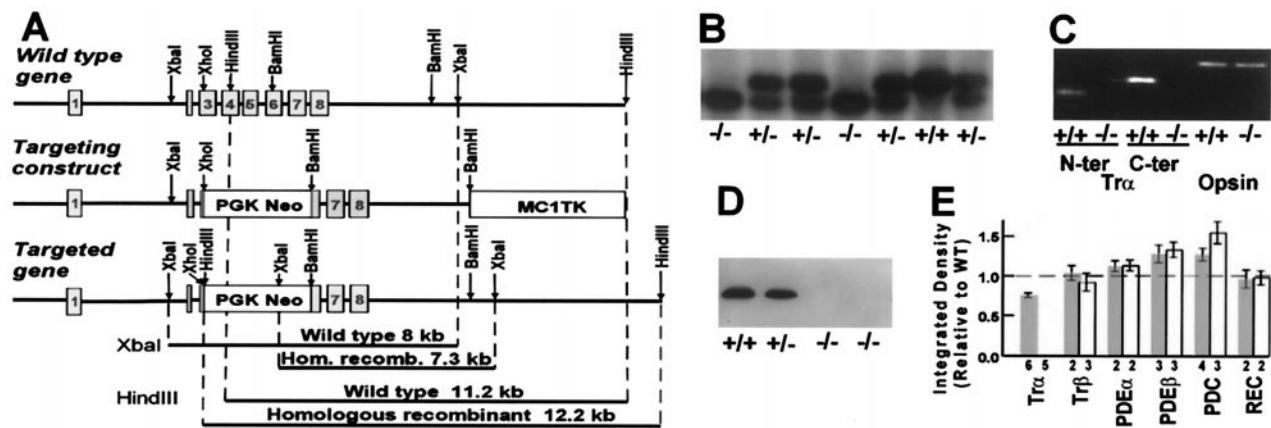 A
Wild type
gene
XbaI
XhoI
HindIII
BamHI
BamHI
XbaI
HindIII
1
3
4
5
6
7
8
Targeting
construct
XbaI
XhoI
BamHI
BamHI
1
PGK Neo
7
8
MC1TK
Targeted
gene
XbaI
XhoI
HindIII
XbaI
BamHI
BamHI
XbaI
HindIII
1
PGK Neo
7
8
XbaI
Wild type 8 kb
Hom. recomb. 7.3 kb
HindIII
Wild type 11.2 kb
Homologous recombinant 12.2 kb
B
-/- +/- +/- -/- +/- +/+ +/-
C
+/+ -/- +/+ -/- +/+ -/-
N-ter C-ter
Trα Opsin
D
+/+ +/- -/- -/-
E
Integrated Density
(Relative to WT)
1.5
1.0
0.5
0.0
6 5 2 3 2 2 3 3 4 3 2 2
Trα
Trβ
PDEα
PDEβ
PDC
REC